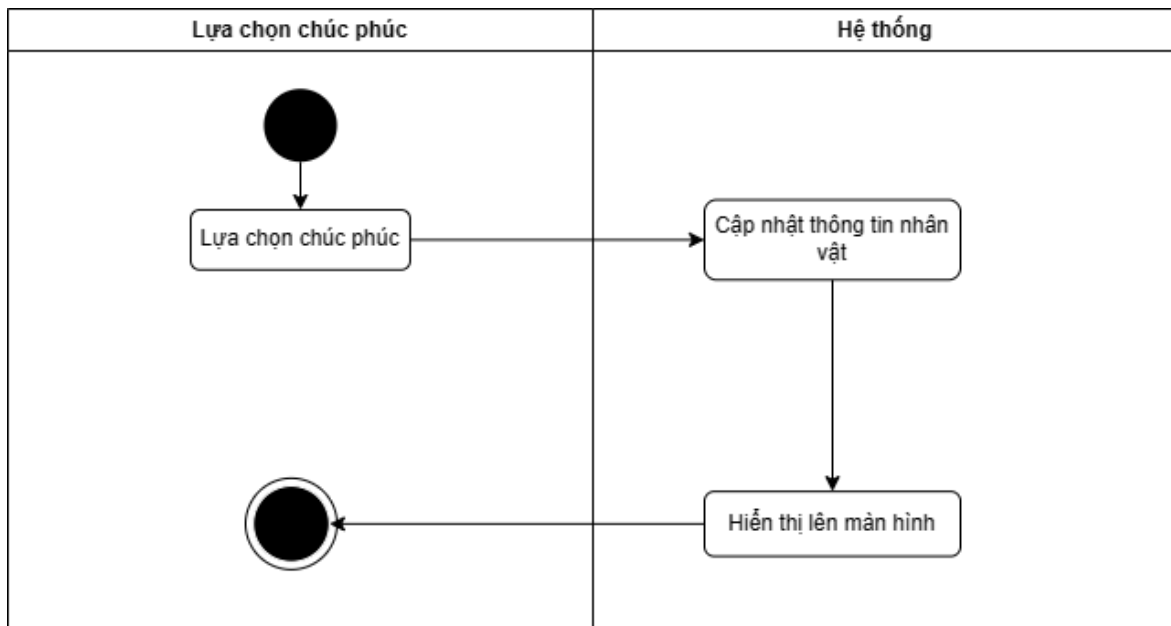 Lựa chọn chúc phúc
Hệ thống
Lựa chọn chúc phúc
Cập nhật thông tin nhân
vật
Hiển thị lên màn hình